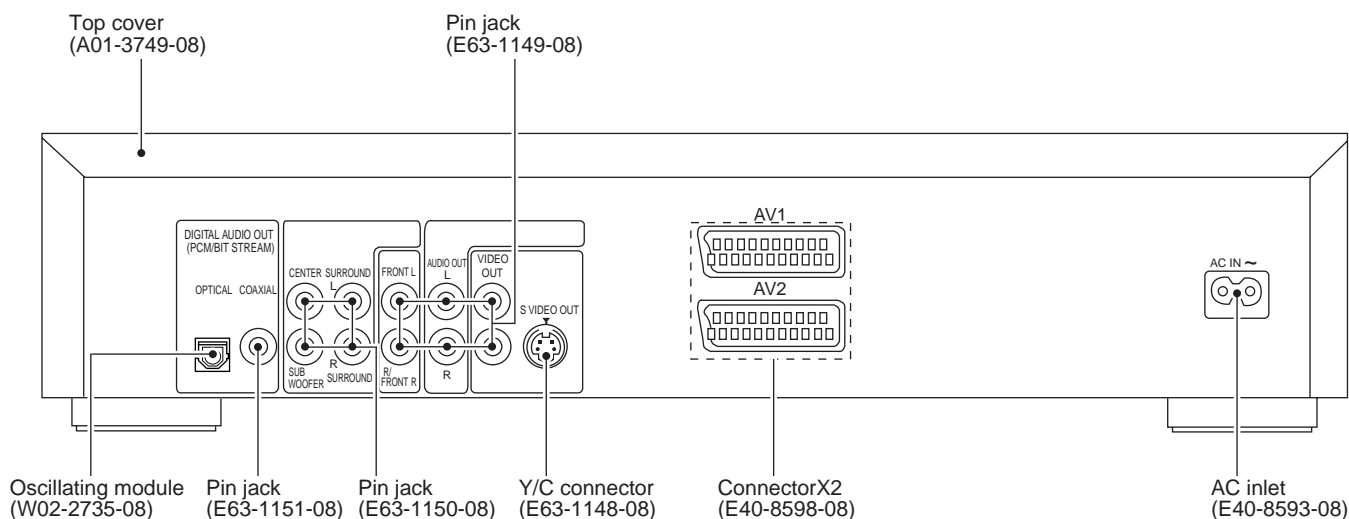 Top cover
(A01-3749-08)
Pin jack
(E63-1149-08)
DIGITAL AUDIO OUT
(PCM/BIT STREAM)
OPTICAL COAXIAL
CENTER SURROUND
L
FRONT L
AUDIO OUT
L
VIDEO
OUT
S VIDEO OUT
SUB
WOOFER
R
SURROUND
R/
FRONT R
R
AV1
AV2
AC IN ~
Oscillating module
(W02-2735-08)
Pin jack
(E63-1151-08)
Pin jack
(E63-1150-08)
Y/C connector
(E63-1148-08)
ConnectorX2
(E40-8598-08)
AC inlet
(E40-8593-08)